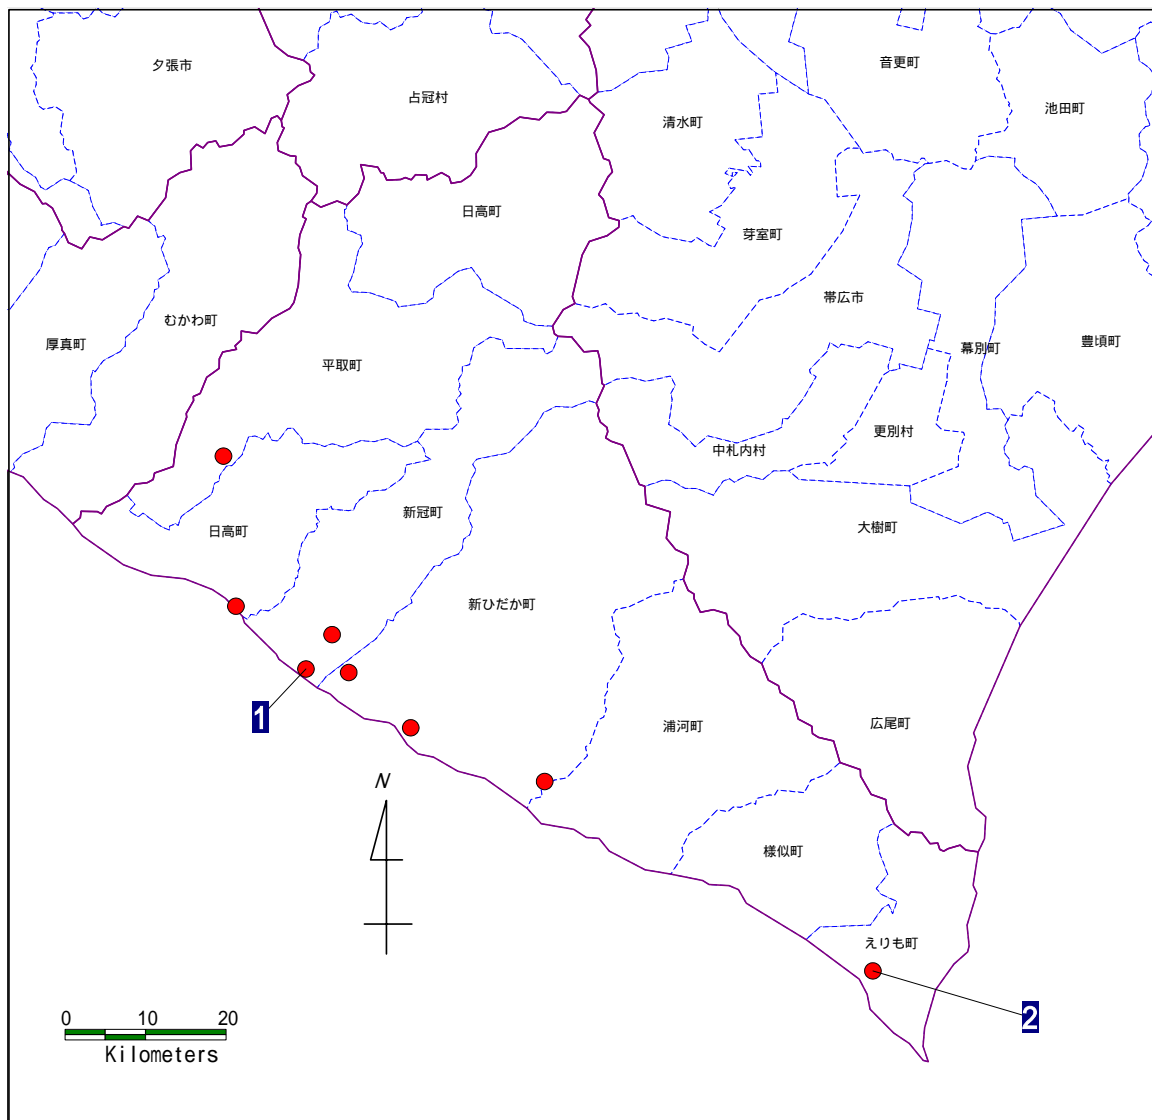 音更町
夕張市
占冠村
池田町
清水町
日高町
芽室町
帯広市
むかわ町
豊頃町
厚真町
幕別町
平取町
更別村
中札内村
新冠町
大樹町
日高町
新ひだか町
1
広尾町
浦河町
N
様似町
えりも町
2
0 10 20
Kilometers